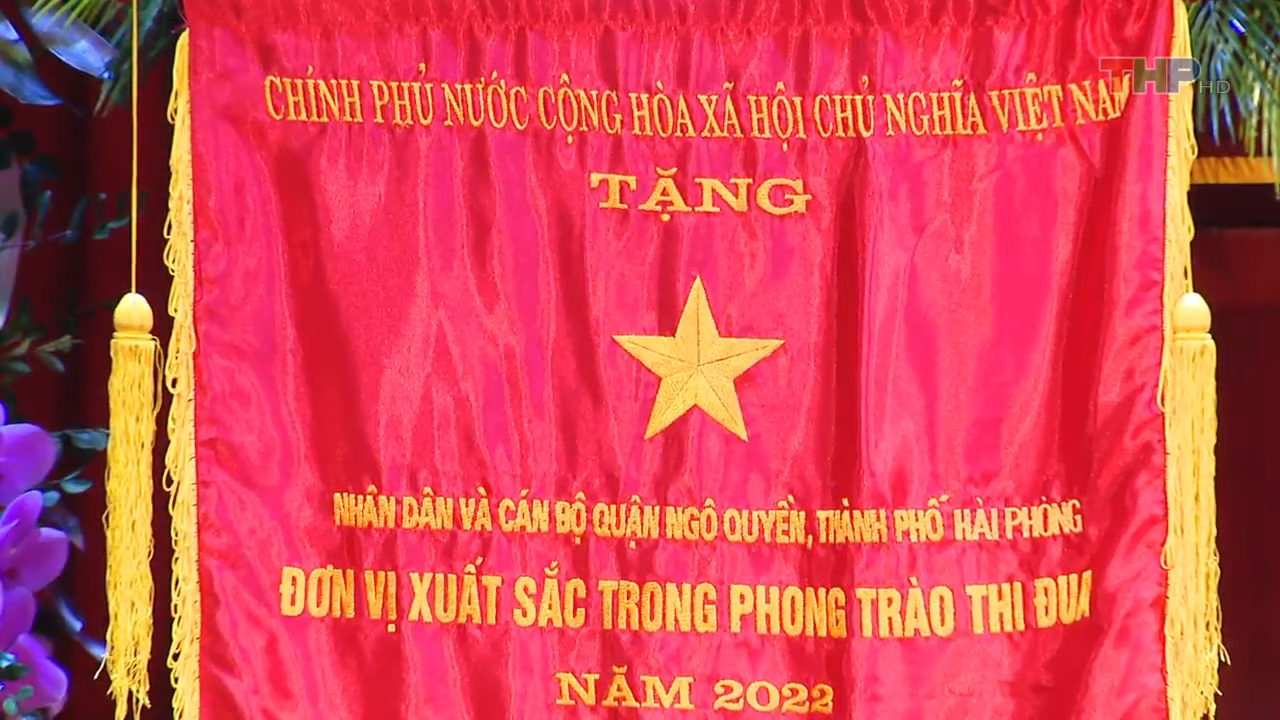 THP HD
CHÍNH PHỦ NƯỚC CỘNG HÒA XÃ HỘI CHỦ NGHĨA VIỆT NAM
TẶNG
NHÂN DÂN VÀ CÁN BỘ QUẬN NGÔ QUYỀN, THÀNH PHỐ HẢI PHÒNG
ĐƠN VỊ XUẤT SẮC TRONG PHONG TRÀO THI ĐUA
NĂM 2022